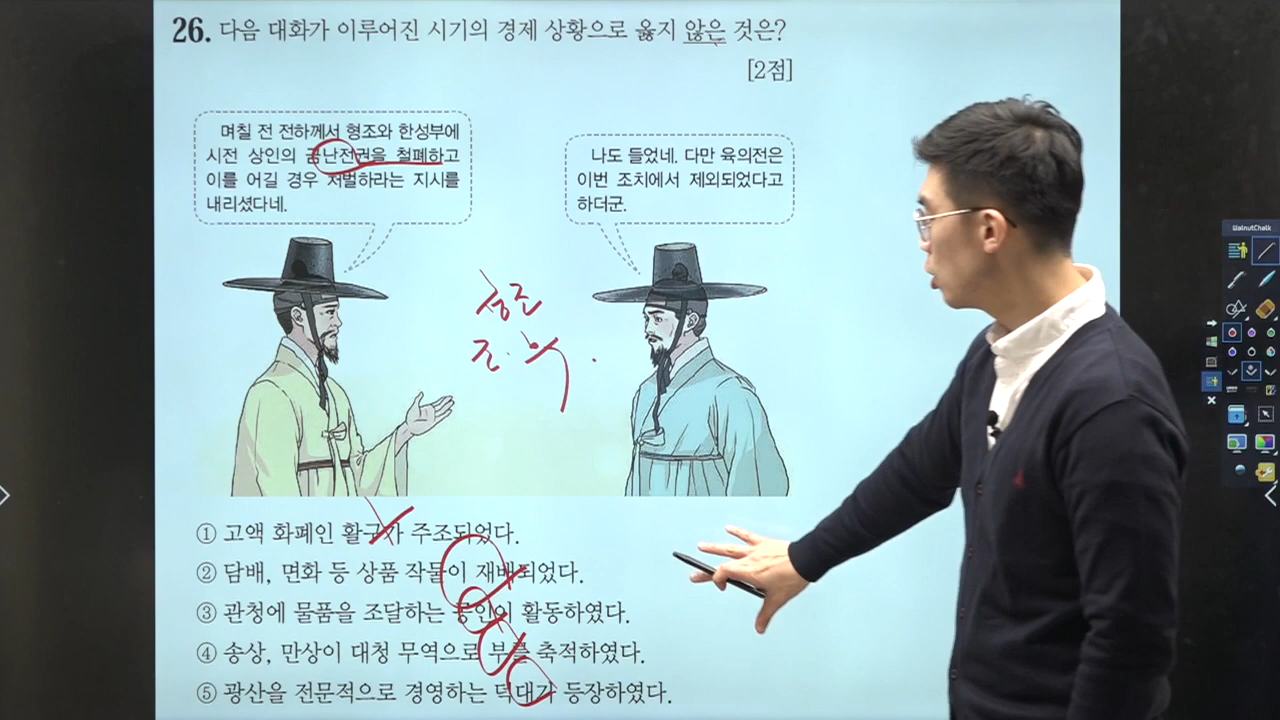 26. 다음 대화가 이루어진 시기의 경제 상황으로 옳지 않은 것은?
[2점]
며칠 전 전하께서 형조와 한성부에
시전 상인의 금난전권을 철폐하고
이를 어길 경우 처벌하라는 지시를
내리셨다네.
나도 들었네. 다만 육의전은
이번 조치에서 제외되었다고
하더군.
① 고액 화폐인 활구가 주조되었다.
② 담배, 면화 등 상품 작물이 재배되었다.
③ 관청에 물품을 조달하는 공인이 활동하였다.
④ 송상, 만상이 대청 무역으로 부를 축적하였다.
⑤ 광산을 전문적으로 경영하는 덕대가 등장하였다.
WalnutChalk